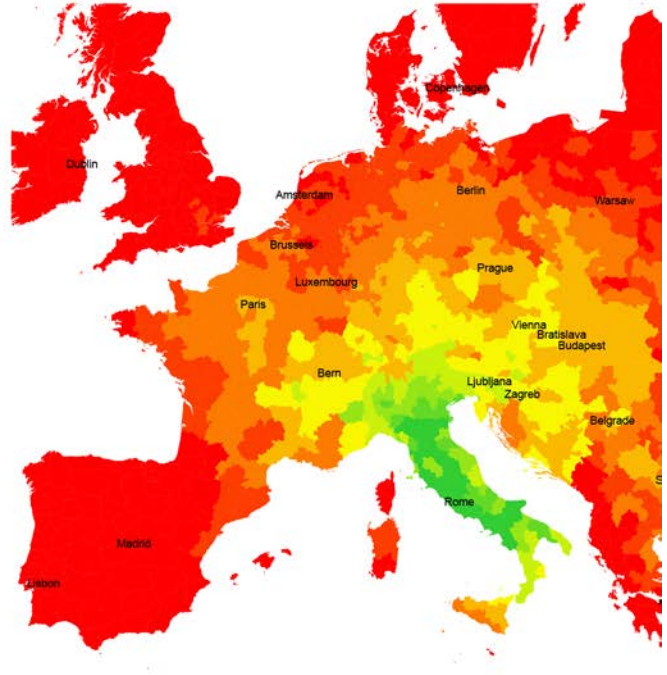 Copenhagen
Dublin
Berlin
Amsterdam
Warsaw
Brussels
Prague
Luxembourg
Paris
Vienna
Bratislava
Budapest
Bern
Ljubljana
Zagreb
Belgrade
S
Rome
Madrid
Lisbon